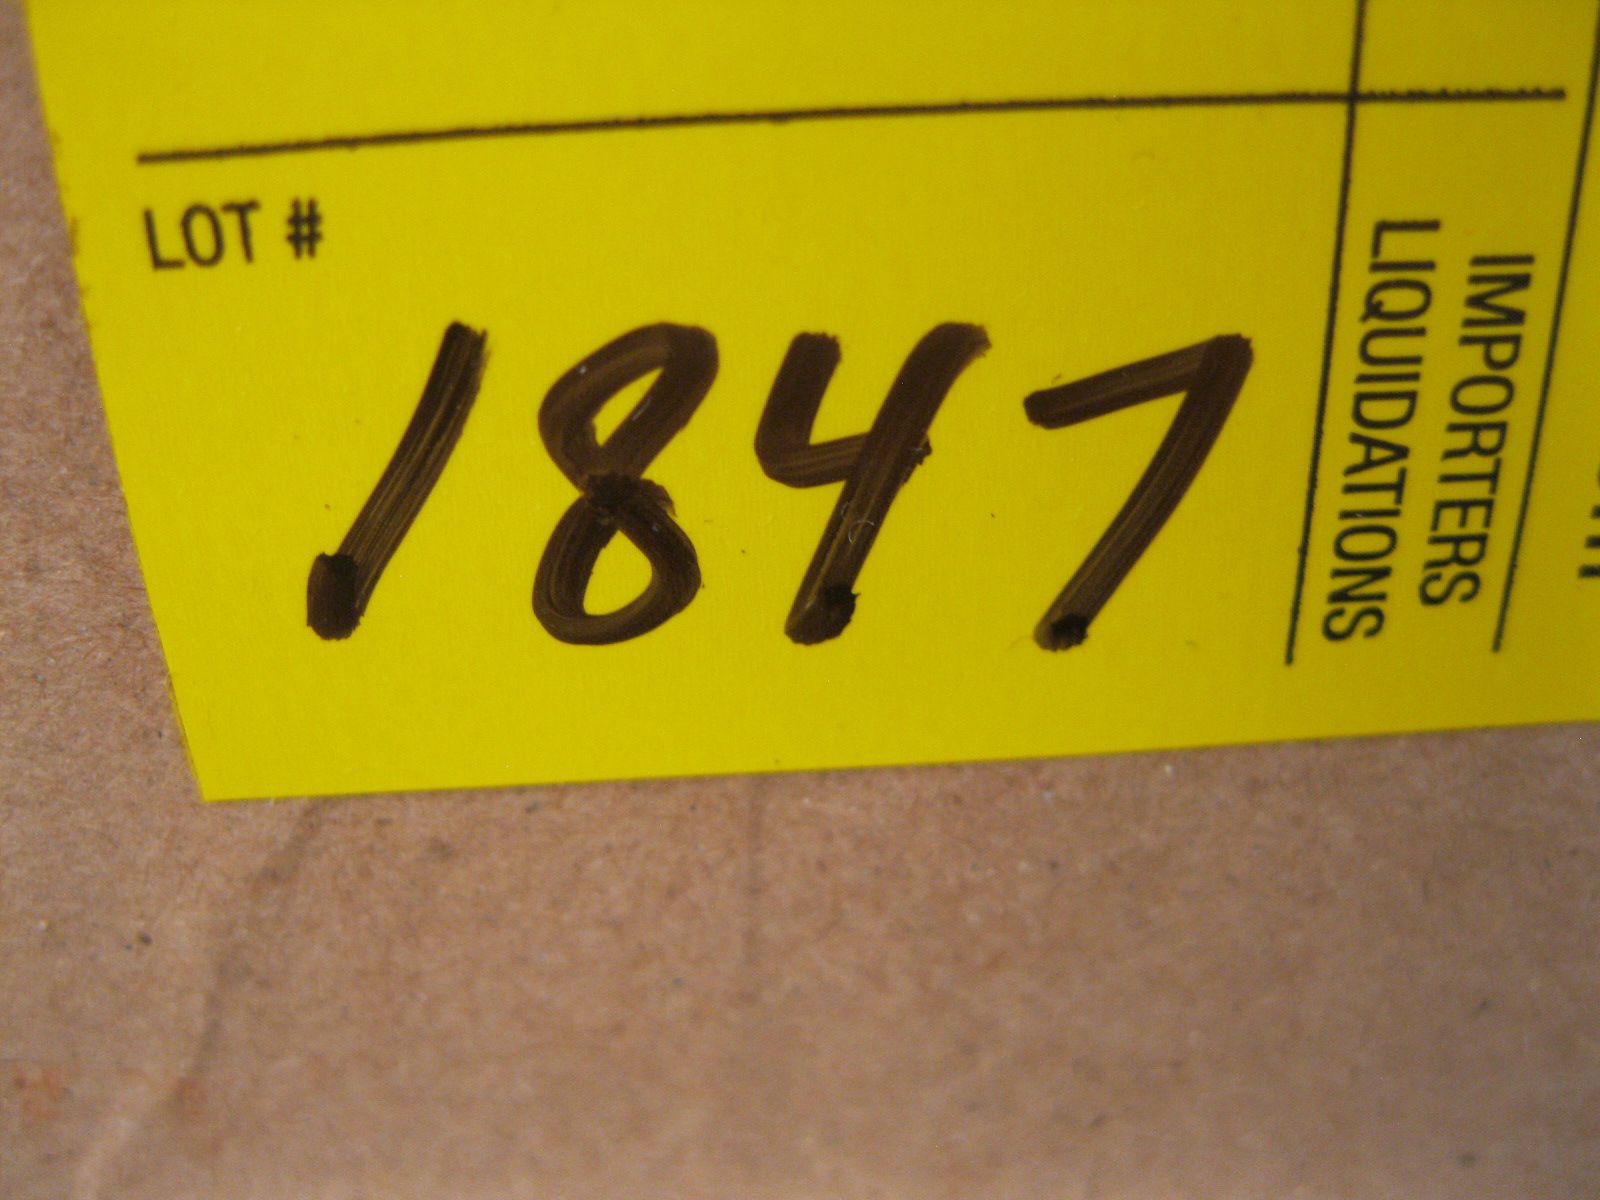 LOT #
1847
IMPORTERS
LIQUIDATIONS